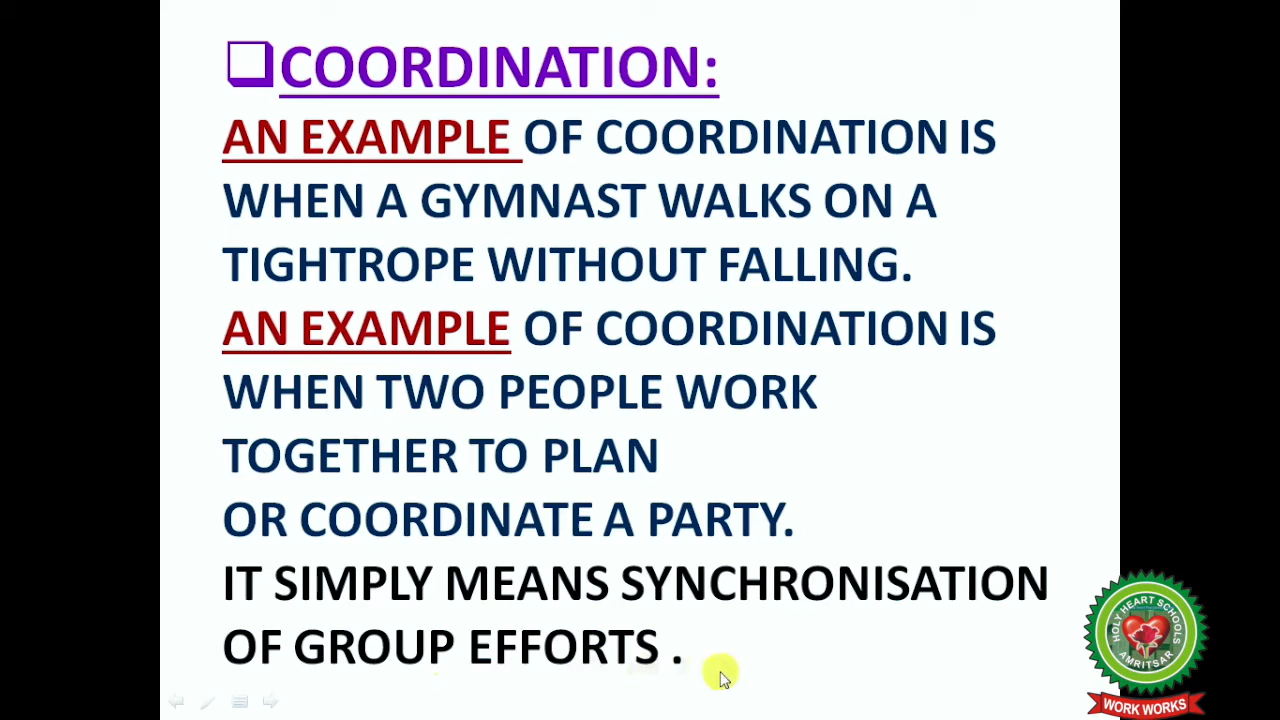 COORDINATION:
AN EXAMPLE OF COORDINATION IS
WHEN A GYMNAST WALKS ON A
TIGHTROPE WITHOUT FALLING.
AN EXAMPLE OF COORDINATION IS
WHEN TWO PEOPLE WORK
TOGETHER TO PLAN
OR COORDINATE A PARTY.
IT SIMPLY MEANS SYNCHRONISATION
OF GROUP EFFORTS .
HOLY HEART SCHOOLS
AMRITSAR
WORK WORKS